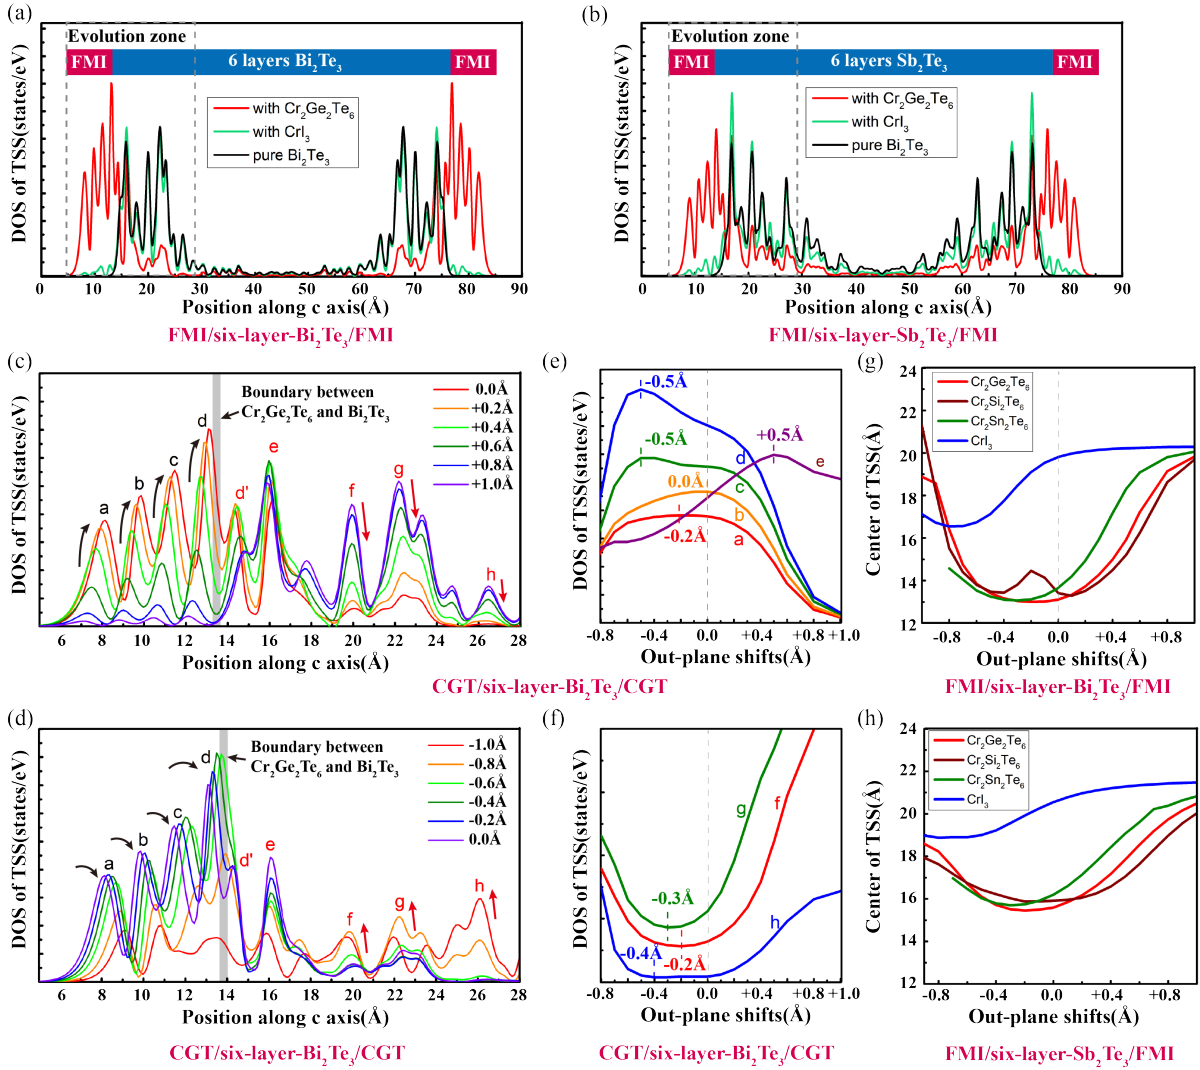 (a)
DOS of TSS(states/eV)
Evolution zone
FMI
6 layers Bi₂Te₃
FMI
with Cr₂Ge₂Te₆
with CrI₃
pure Bi₂Te₃
0 10 20 30 40 50 60 70 80 90
Position along c axis(Å)
FMI/six-layer-Bi₂Te₃/FMI
(b)
DOS of TSS(states/eV)
Evolution zone
FMI
6 layers Sb₂Te₃
FMI
with Cr₂Ge₂Te₆
with CrI₃
pure Bi₂Te₃
0 10 20 30 40 50 60 70 80 90
Position along c axis(Å)
FMI/six-layer-Sb₂Te₃/FMI
(c)
DOS of TSS(states/eV)
Boundary between
Cr₂Ge₂Te₆ and Bi₂Te₃
0.0Å
+0.2Å
+0.4Å
+0.6Å
+0.8Å
+1.0Å
a b c d d' e f g h
6 8 10 12 14 16 18 20 22 24 26 28
Position along c axis(Å)
(e)
DOS of TSS(states/eV)
-0.5Å
+0.5Å
-0.5Å
0.0Å
-0.2Å
d
e
c
b
a
-0.8 -0.4 0.0 +0.4 +0.8 +1.0
Out-plane shifts(Å)
CGT/six-layer-Bi₂Te₃/CGT
(g)
Center of TSS(Å)
24
22
20
18
16
14
12
Cr₂Ge₂Te₆
Cr₂Si₂Te₆
Cr₂Sn₂Te₆
CrI₃
-0.8 -0.4 0.0 +0.4 +0.8
Out-plane shifts(Å)
FMI/six-layer-Bi₂Te₃/FMI
(d)
DOS of TSS(states/eV)
Boundary between
Cr₂Ge₂Te₆ and Bi₂Te₃
-1.0Å
-0.8Å
-0.6Å
-0.4Å
-0.2Å
0.0Å
a b c d d' e f g h
6 8 10 12 14 16 18 20 22 24 26 28
Position along c axis(Å)
CGT/six-layer-Bi₂Te₃/CGT
(f)
DOS of TSS(states/eV)
g
f
h
-0.3Å
-0.4Å
-0.2Å
-0.8 -0.4 0.0 +0.4 +0.8 +1.0
Out-plane shifts(Å)
CGT/six-layer-Bi₂Te₃/CGT
(h)
Center of TSS(Å)
24
22
20
18
16
14
12
Cr₂Ge₂Te₆
Cr₂Si₂Te₆
Cr₂Sn₂Te₆
CrI₃
-0.8 -0.4 0.0 +0.4 +0.8
Out-plane shifts(Å)
FMI/six-layer-Sb₂Te₃/FMI